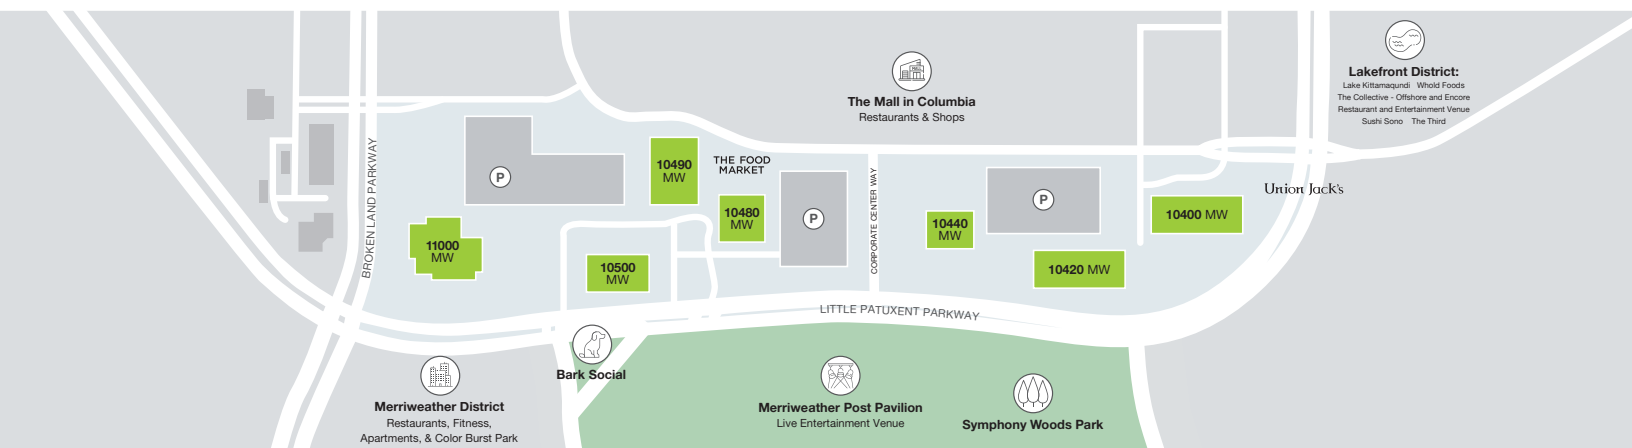 Lakefront District:
Lake Kittamaqundi Whold Foods
The Collective - Offshore and Encore
Restaurant and Entertainment Venue
Sushi Sono The Third
MALL
The Mall in Columbia
Restaurants & Shops
BROKEN LAND PARKWAY
P
10490
MW
THE FOOD
MARKET
10480
MW
P
CORPORATE CENTER WAY
P
Union Jack's
10400 MW
10440
MW
11000
MW
10500
MW
10420 MW
LITTLE PATUXENT PARKWAY
Bark Social
Merriweather District
Restaurants, Fitness,
Apartments, & Color Burst Park
Merriweather Post Pavilion
Live Entertainment Venue
Symphony Woods Park